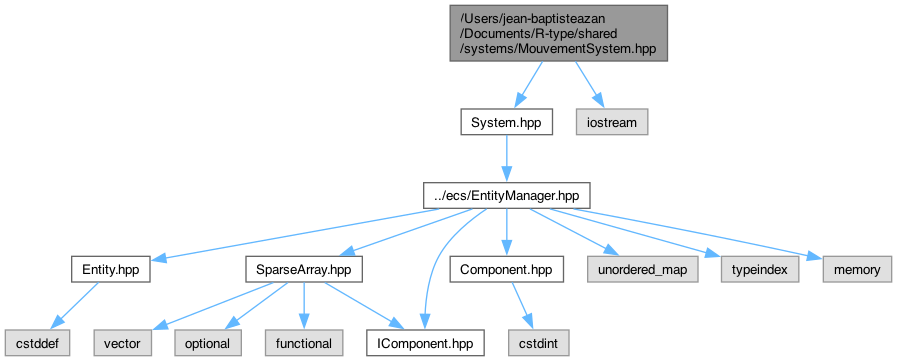 /Users/jean-baptisteazan
/Documents/R-type/shared
/systems/MouvementSystem.hpp
System.hpp
iostream
../ecs/EntityManager.hpp
Entity.hpp
SparseArray.hpp
Component.hpp
unordered_map
typeindex
memory
cstddef
vector
optional
functional
IComponent.hpp
cstdint